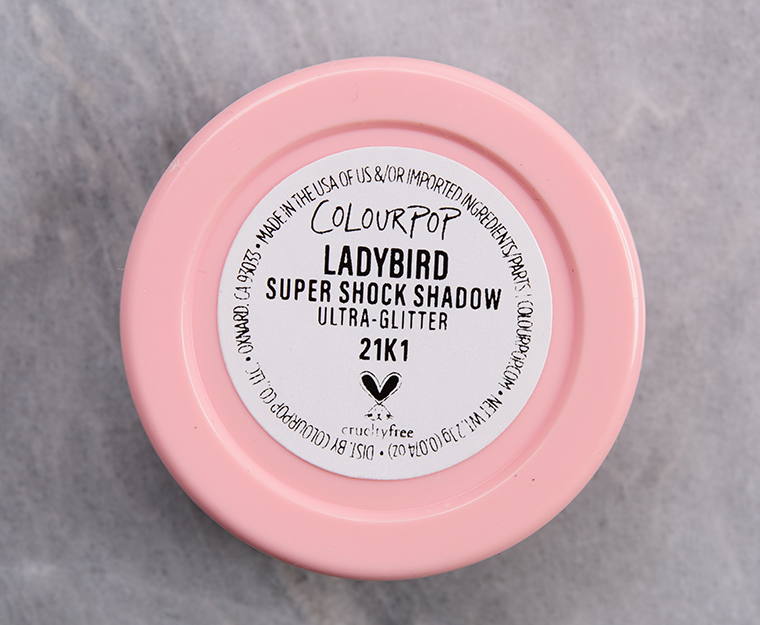 COLOURPOP
LADYBIRD
SUPER SHOCK SHADOW
ULTRA-GLITTER
21K1
crueltyfree
MADE IN THE USA OF US &/OR IMPORTED INGREDIENTS/PARTS | COLOURPOP.COM • NET WT. 2.1g (0.074 oz) • DIST. BY COLOURPOP CO, LLC. • OXNARD, CA 93033 •